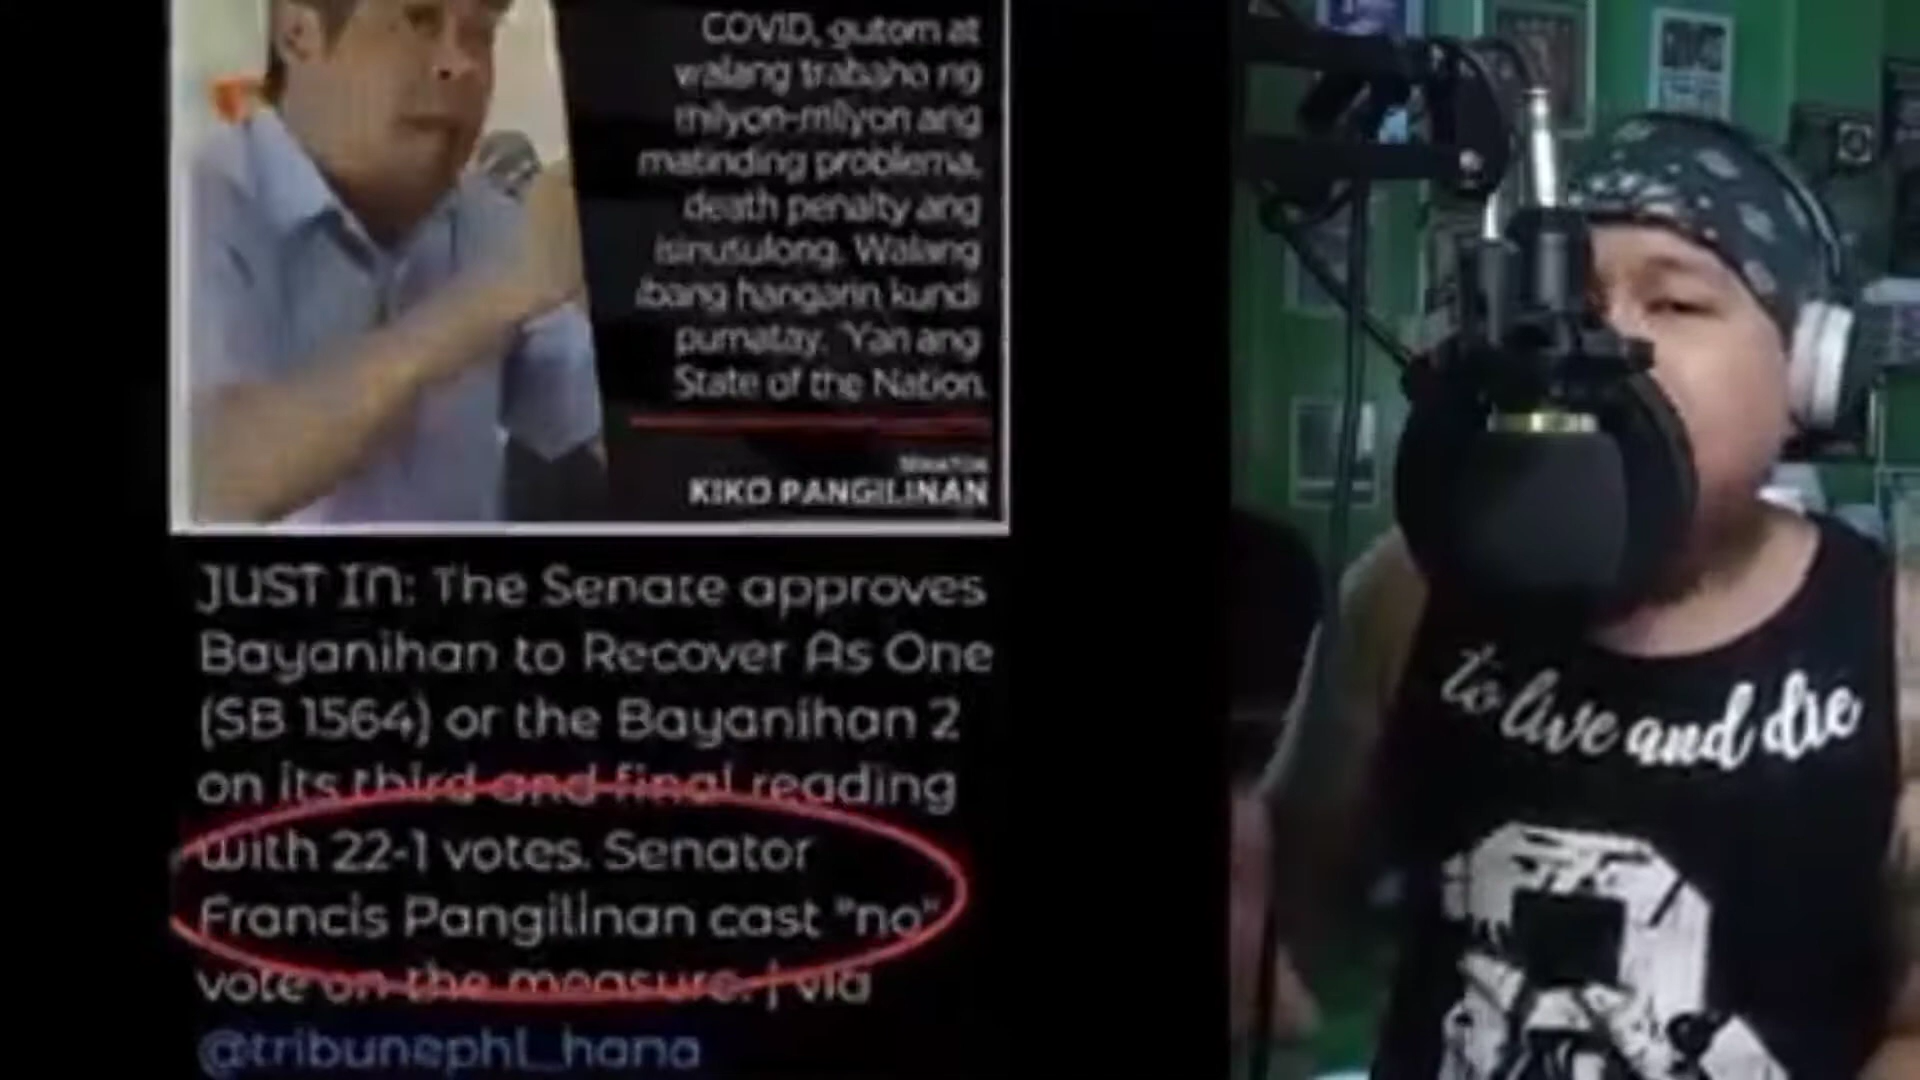 COVID, gutom at
walang trabaho ng
milyon-milyon ang
matinding problema,
death penalty ang
isinusulong. Walang
ibang hangarin kundi
pumatay. 'Yan ang
State of the Nation.
SENATOR
KIKO PANGILINAN
JUST IN: The Senate approves
Bayanihan to Recover As One
(SB 1564) or the Bayanihan 2
on its third and final reading
with 22-1 votes. Senator
Francis Pangilinan cast "no"
vote on the measure. | via
@tribunephl_hana
to live and die